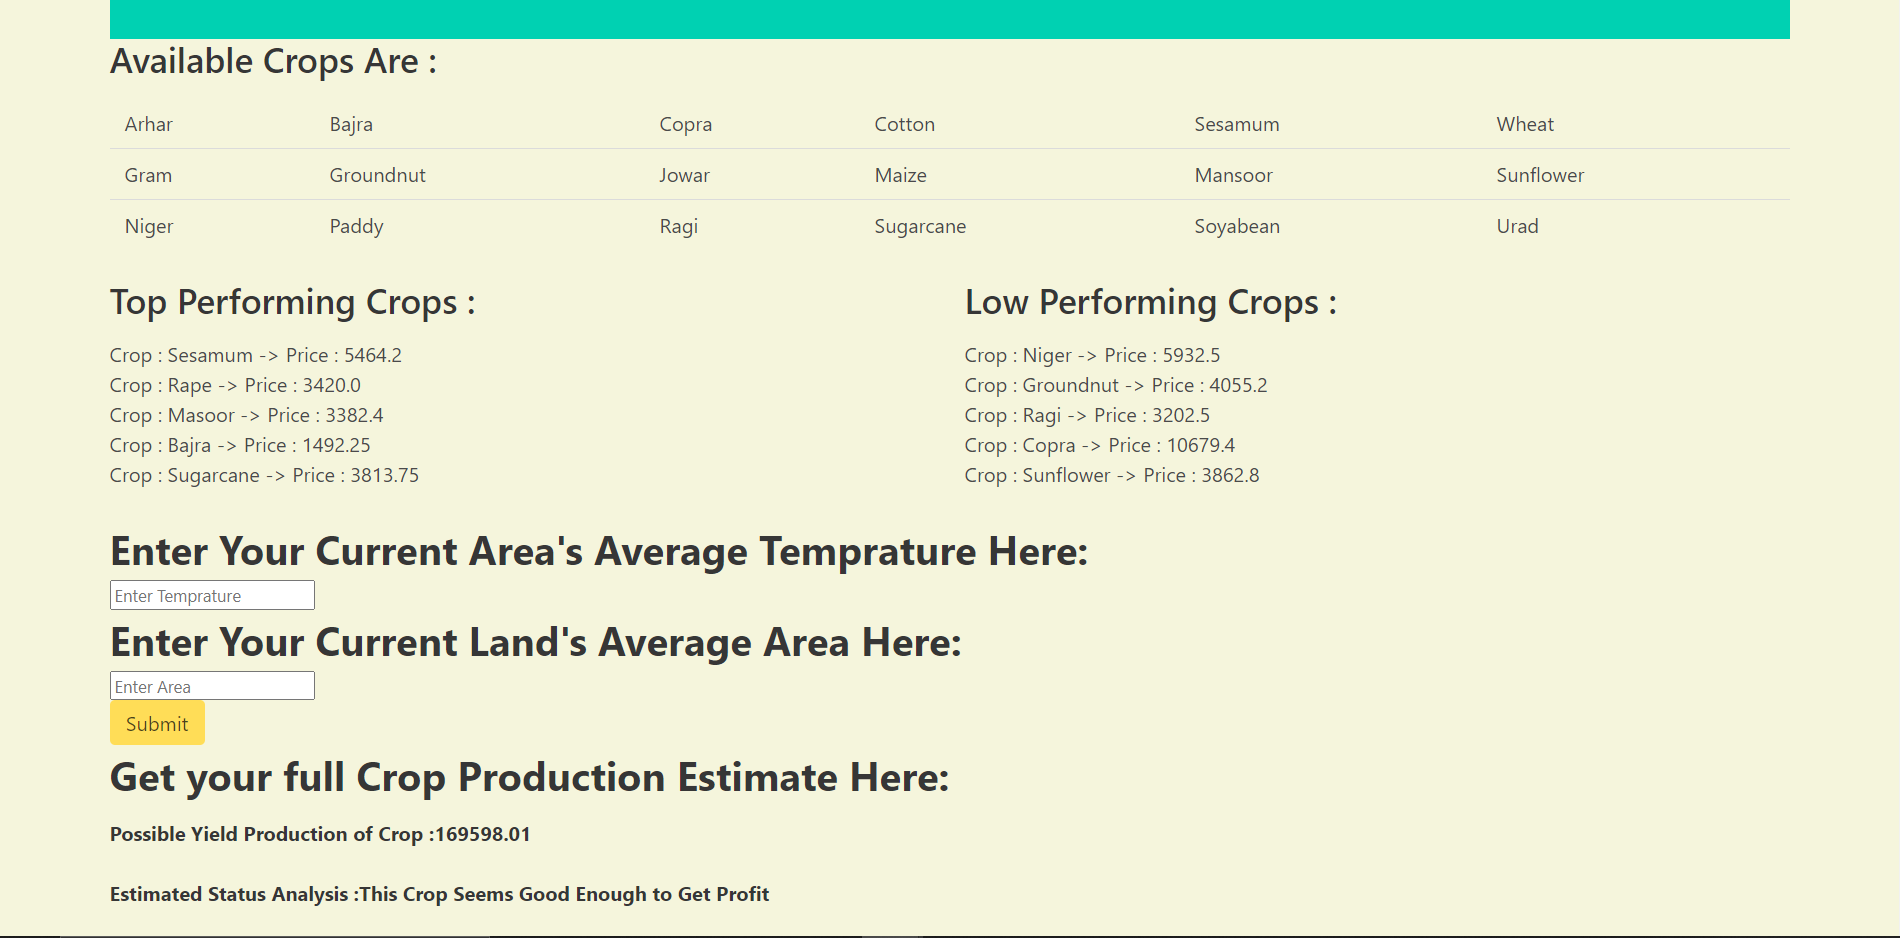 Available Crops Are :
Arhar Bajra Copra Cotton Sesamum Wheat
Gram Groundnut Jowar Maize Mansoor Sunflower
Niger Paddy Ragi Sugarcane Soyabean Urad
Top Performing Crops :
Crop : Sesamum -> Price : 5464.2
Crop : Rape -> Price : 3420.0
Crop : Masoor -> Price : 3382.4
Crop : Bajra -> Price : 1492.25
Crop : Sugarcane -> Price : 3813.75
Low Performing Crops :
Crop : Niger -> Price : 5932.5
Crop : Groundnut -> Price : 4055.2
Crop : Ragi -> Price : 3202.5
Crop : Copra -> Price : 10679.4
Crop : Sunflower -> Price : 3862.8
Enter Your Current Area's Average Temprature Here:
Enter Temprature
Enter Your Current Land's Average Area Here:
Enter Area
Submit
Get your full Crop Production Estimate Here:
Possible Yield Production of Crop :169598.01
Estimated Status Analysis :This Crop Seems Good Enough to Get Profit